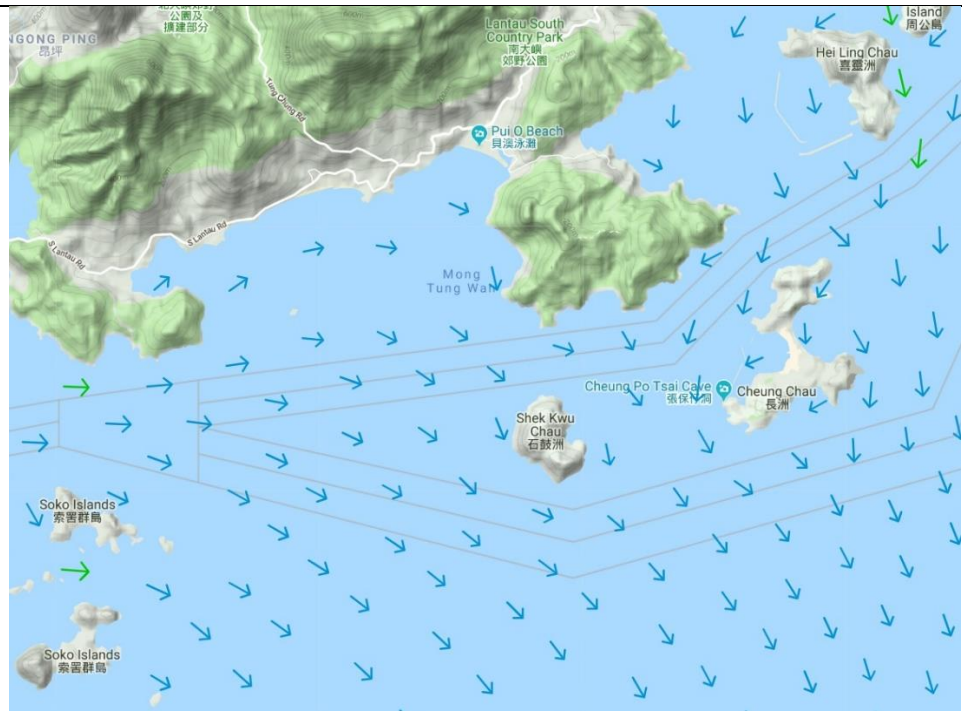 NGONG PING
昂坪
公園及
擴建部分
Tung Chung Rd
Lantau South
Country Park
南大嶼
郊野公園
Island
周公島
Hei Ling Chau
喜靈洲
Pui O Beach
貝澳泳灘
S Lantau Rd
S Lantau Rd
Mong
Tung Wan
Cheung Po Tsai Cave
張保仔洞
Cheung Chau
長洲
Shek Kwu
Chau
石鼓洲
Soko Islands
索罟群島
Soko Islands
索罟群島